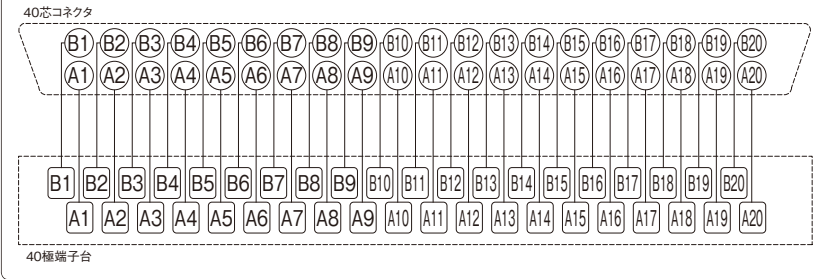 40芯コネクタ
B1 B2 B3 B4 B5 B6 B7 B8 B9 B10 B11 B12 B13 B14 B15 B16 B17 B18 B19 B20
A1 A2 A3 A4 A5 A6 A7 A8 A9 A10 A11 A12 A13 A14 A15 A16 A17 A18 A19 A20
B1 B2 B3 B4 B5 B6 B7 B8 B9 B10 B11 B12 B13 B14 B15 B16 B17 B18 B19 B20
A1 A2 A3 A4 A5 A6 A7 A8 A9 A10 A11 A12 A13 A14 A15 A16 A17 A18 A19 A20
40極端子台